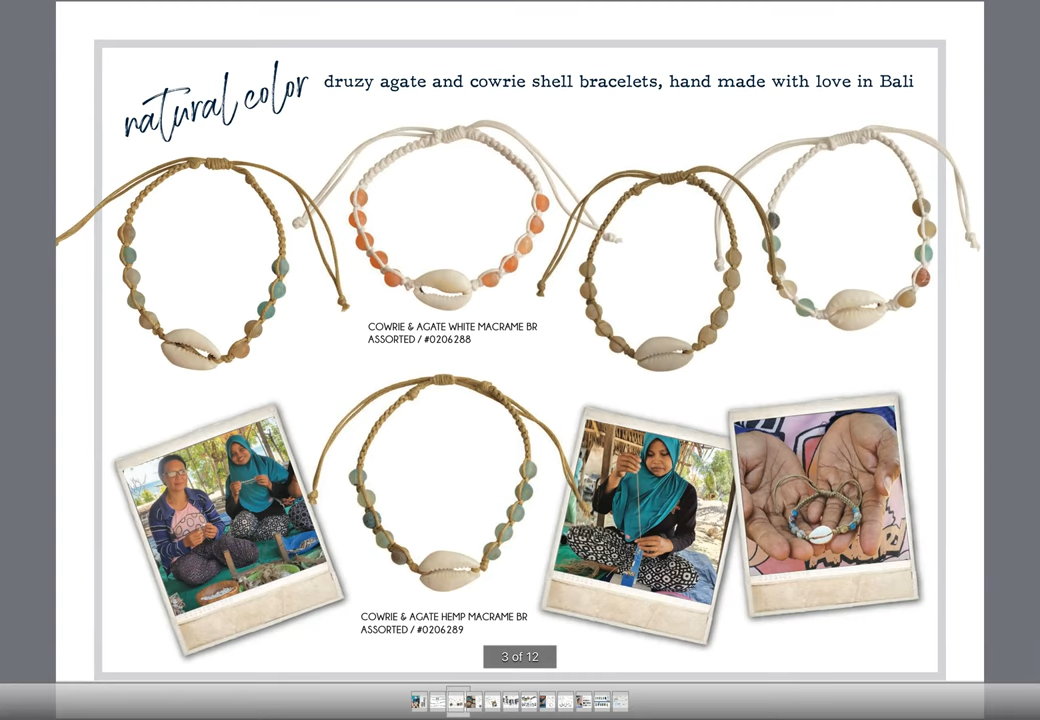 natural color
druzy agate and cowrie shell bracelets, hand made with love in Bali
COWRIE & AGATE WHITE MACRAME BR
ASSORTED / #0206288
COWRIE & AGATE HEMP MACRAME BR
ASSORTED / #0206289
3 of 12